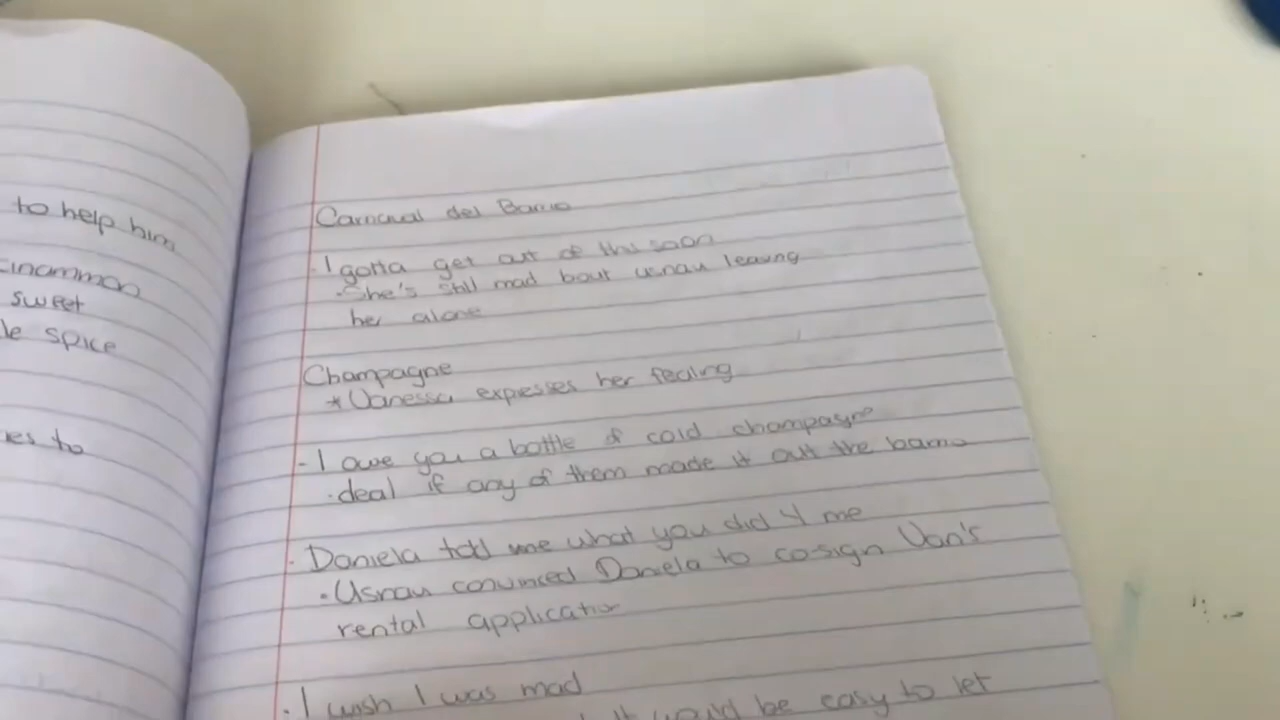 to help him
Cinammon
sweet
le spice
es to
Carnaval del Barrio
- I gotta get out of this soon
· She's still mad bout usnavi leaving
her alone
Champagne
* Vanessa expesses her feeling
- I owe you a bottle of cold champagne
· deal if any of them made it out the barrio
· Daniela told me what you did 4 me
· Usnavi convinced Daniela to co-sign Van's
rental application
· I wish I was mad
it would be easy to let